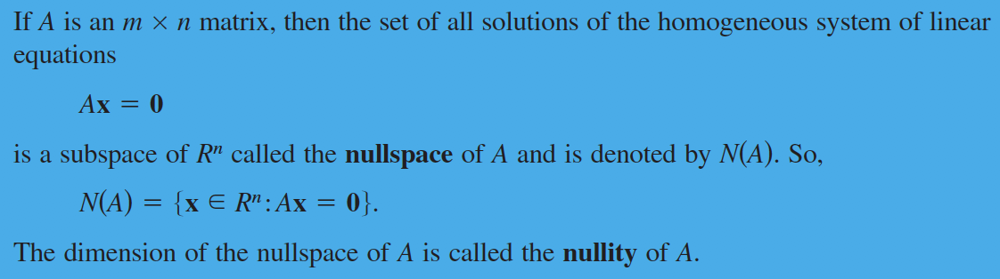 If A is an m × n matrix, then the set of all solutions of the homogeneous system of linear
equations
Ax = 0
is a subspace of Rⁿ called the nullspace of A and is denoted by N(A). So,
N(A) = {x ∈ Rⁿ: Ax = 0}.
The dimension of the nullspace of A is called the nullity of A.